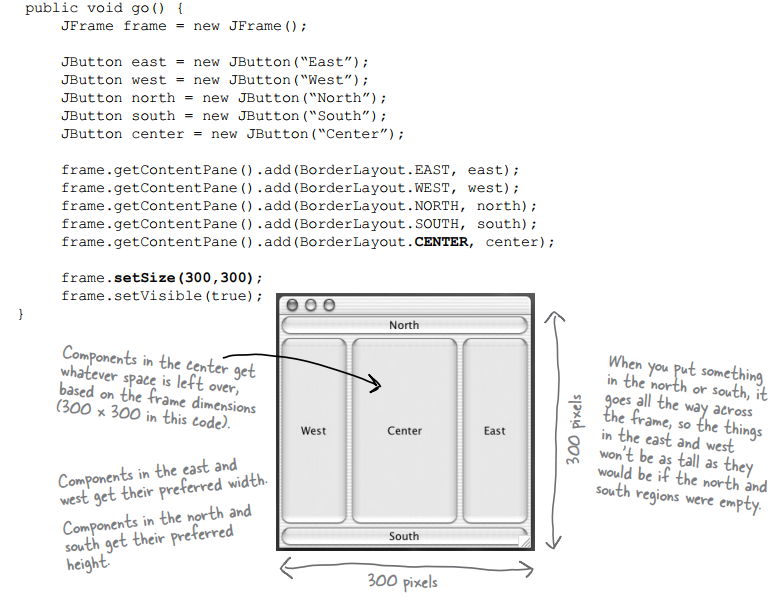 public void go() {
JFrame frame = new JFrame();
JButton east = new JButton(“East”);
JButton west = new JButton(“West”);
JButton north = new JButton(“North”);
JButton south = new JButton(“South”);
JButton center = new JButton(“Center”);
frame.getContentPane().add(BorderLayout.EAST, east);
frame.getContentPane().add(BorderLayout.WEST, west);
frame.getContentPane().add(BorderLayout.NORTH, north);
frame.getContentPane().add(BorderLayout.SOUTH, south);
frame.getContentPane().add(BorderLayout.CENTER, center);
frame.setSize(300,300);
frame.setVisible(true);
}
Components in the center get
whatever space is left over,
based on the frame dimensions
(300 x 300 in this code).
Components in the east and
west get their preferred width.
Components in the north and
south get their preferred
height.
North
West
Center
East
South
300 pixels
300 pixels
When you put something
in the north or south, it
goes all the way across
the frame, so the things
in the east and west
won't be as tall as they
would be if the north and
south regions were empty.